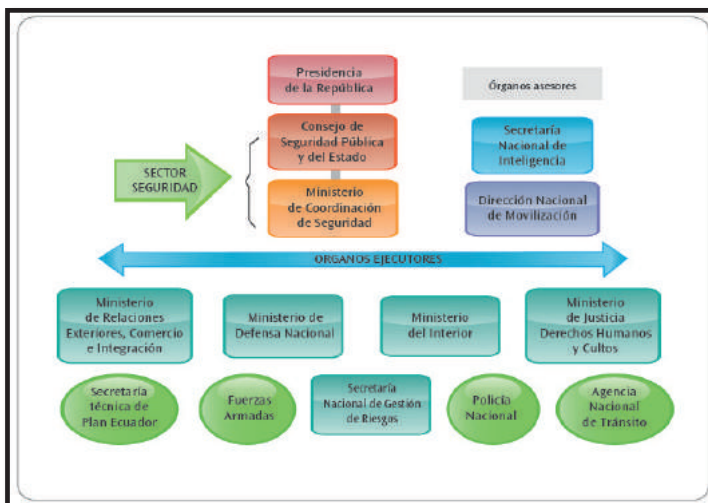 Presidencia
de la República
Órganos asesores
Consejo de
Seguridad Pública
y del Estado
Secretaría
Nacional de
Inteligencia
SECTOR
SEGURIDAD
Ministerio
de Coordinación
de Seguridad
Dirección Nacional
de Movilización
ORGANOS EJECUTORES
Ministerio
de Relaciones
Exteriores, Comercio
e Integración
Ministerio de
Defensa Nacional
Ministerio
del Interior
Ministerio
de Justicia
Derechos Humanos
y Cultos
Secretaría
Técnica de
Plan Ecuador
Fuerzas
Armadas
Secretaría
Nacional de Gestión
de Riesgos
Policía
Nacional
Agencia
Nacional
de Tránsito